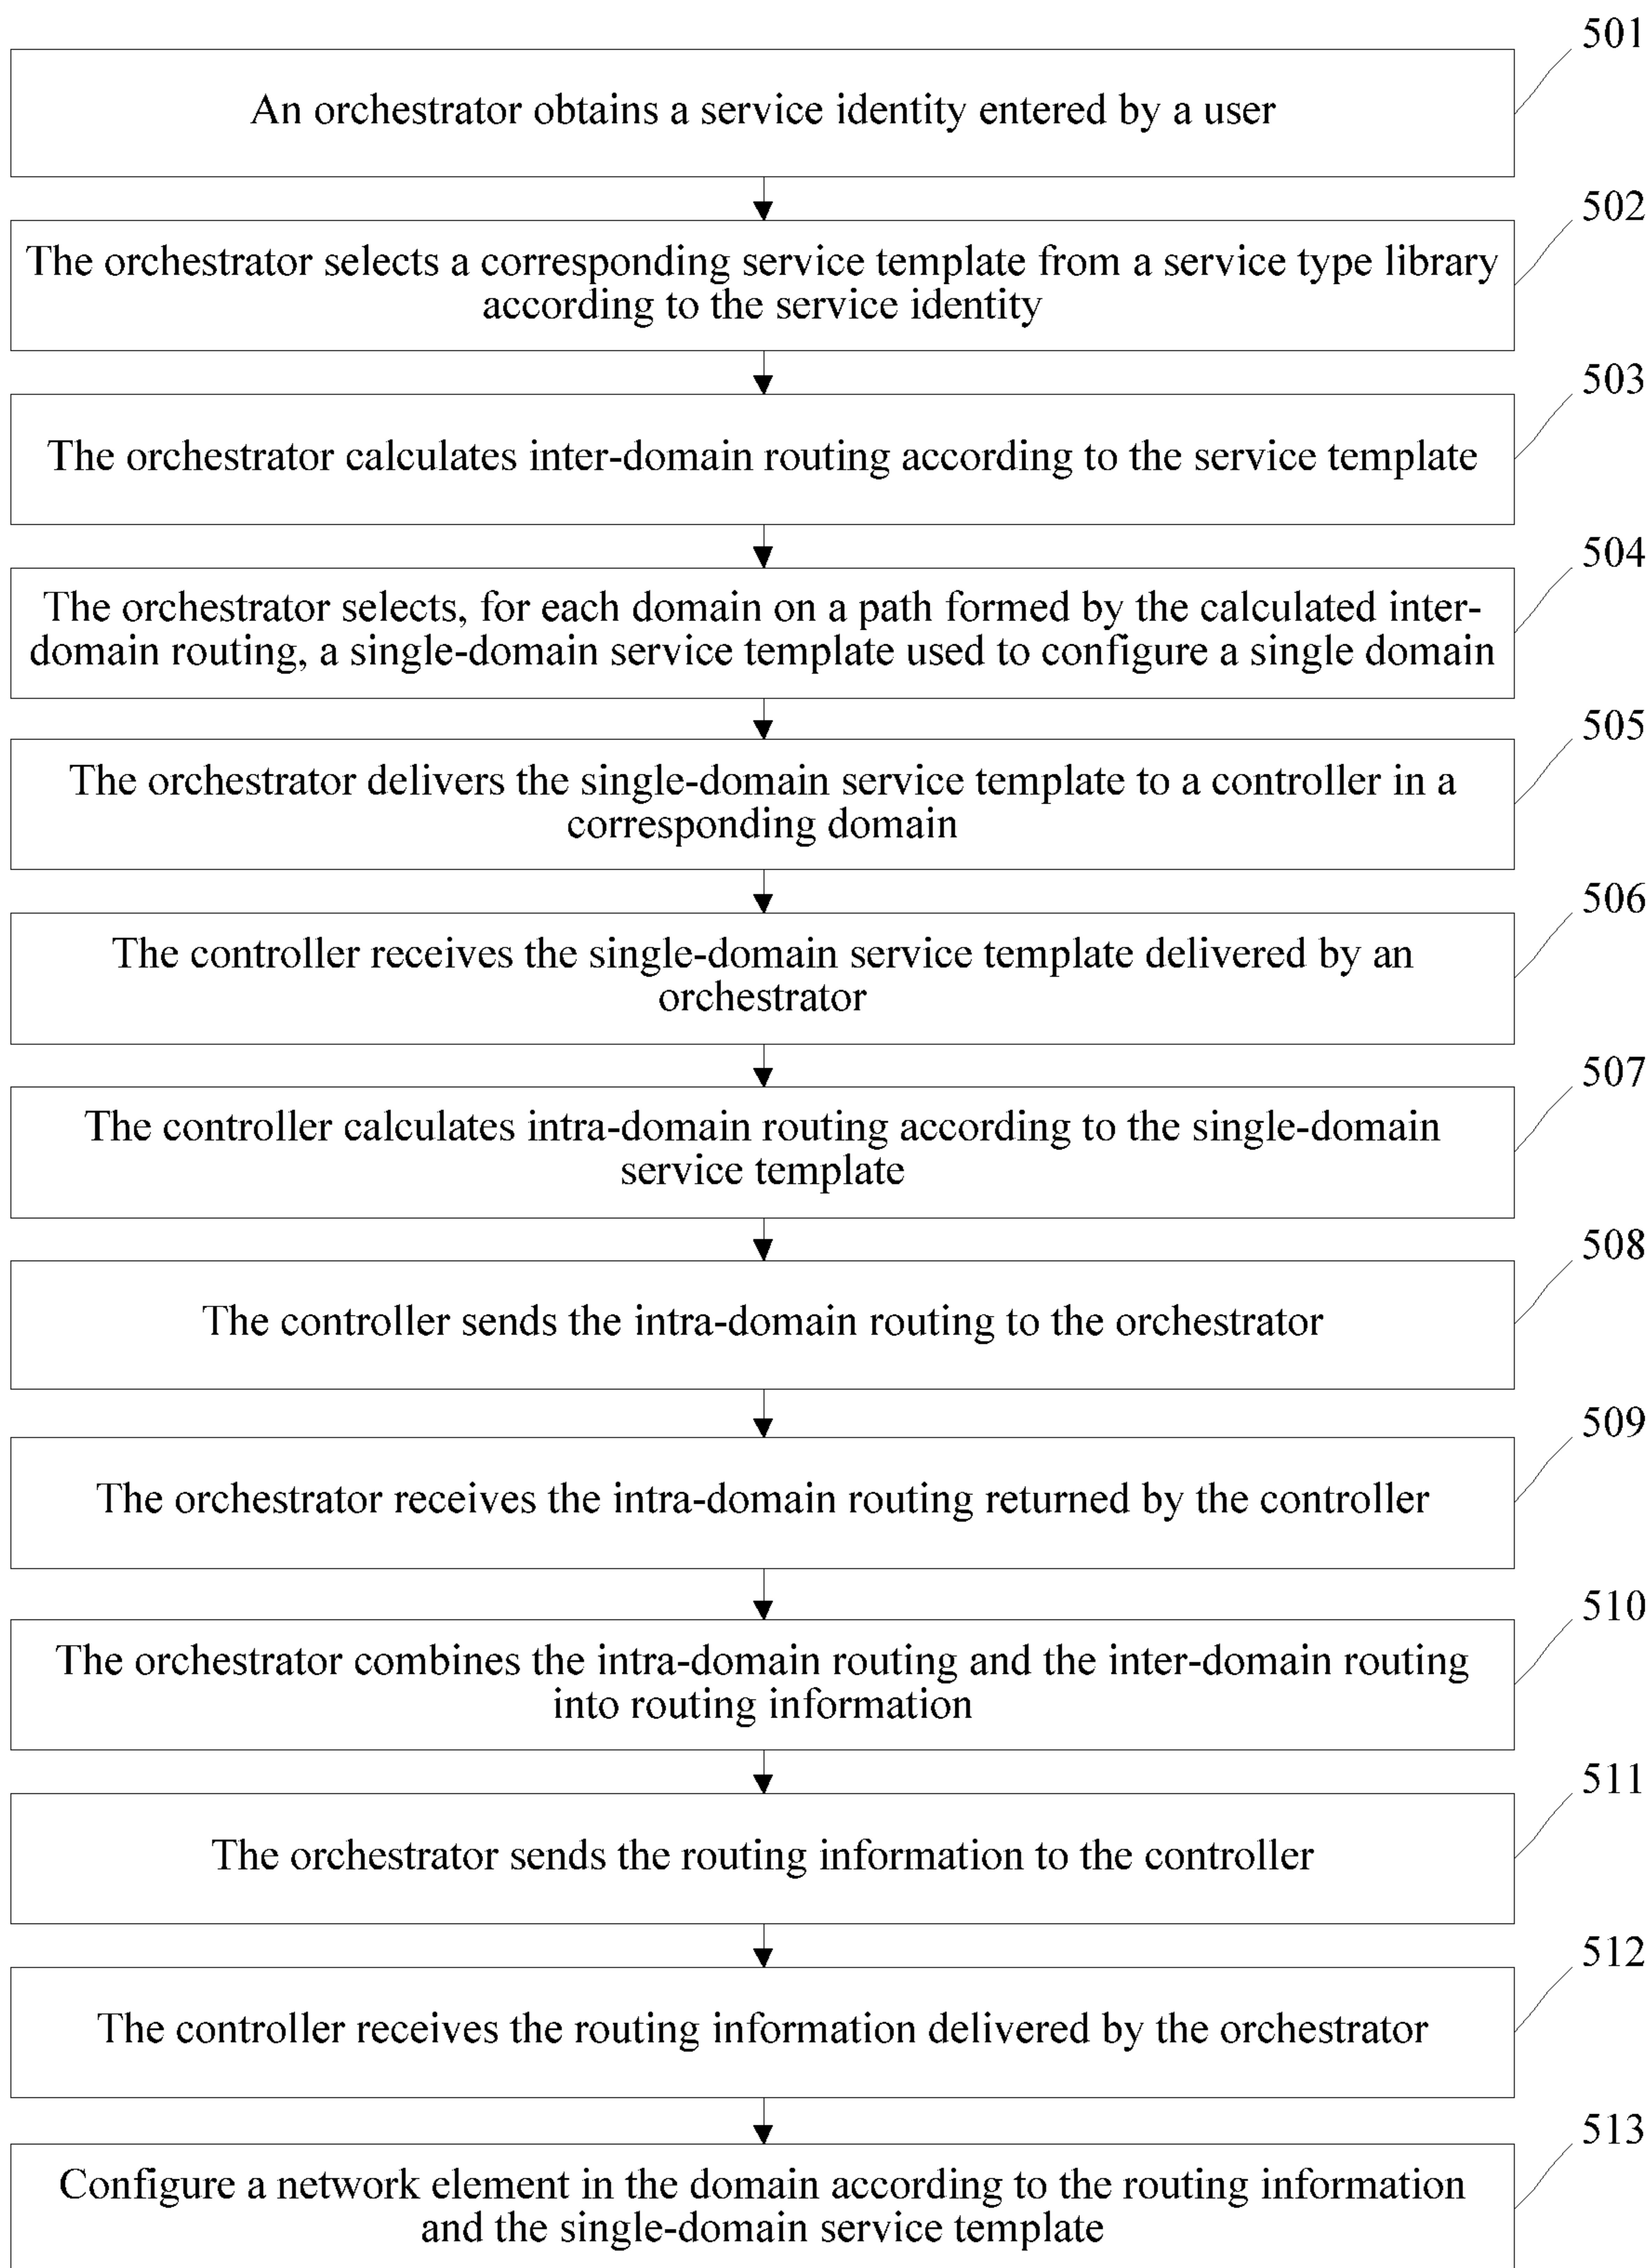 501
An orchestrator obtains a service identity entered by a user
502
The orchestrator selects a corresponding service template from a service type library
according to the service identity
503
The orchestrator calculates inter-domain routing according to the service template
504
The orchestrator selects, for each domain on a path formed by the calculated inter-
domain routing, a single-domain service template used to configure a single domain
505
The orchestrator delivers the single-domain service template to a controller in a
corresponding domain
506
The controller receives the single-domain service template delivered by an
orchestrator
507
The controller calculates intra-domain routing according to the single-domain
service template
508
The controller sends the intra-domain routing to the orchestrator
509
The orchestrator receives the intra-domain routing returned by the controller
510
The orchestrator combines the intra-domain routing and the inter-domain routing
into routing information
511
The orchestrator sends the routing information to the controller
512
The controller receives the routing information delivered by the orchestrator
513
Configure a network element in the domain according to the routing information
and the single-domain service template